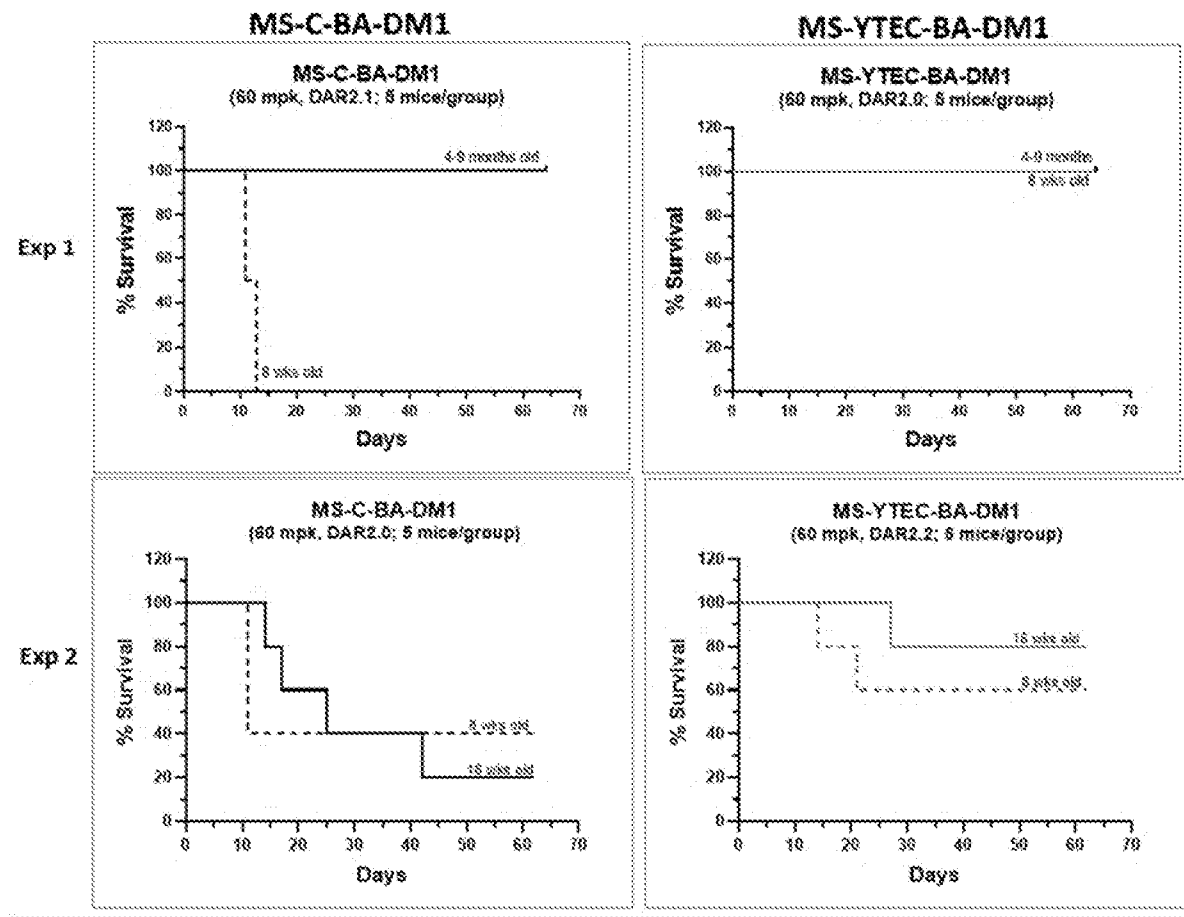 MS-C-BA-DM1
MS-YTEC-BA-DM1
Exp 1
MS-C-BA-DM1
(60 mpk, DAR2.1; 8 mice/group)
120
100
80
60
40
20
0
% Survival
4-9 months old
8 wks old
0 10 20 30 40 50 60 70
Days
MS-YTEC-BA-DM1
(60 mpk, DAR2.0; 8 mice/group)
120
100
80
60
40
20
0
% Survival
4-9 months
8 wks old
0 10 20 30 40 50 60 70
Days
Exp 2
MS-C-BA-DM1
(60 mpk, DAR2.0; 5 mice/group)
120
100
80
60
40
20
0
% Survival
8 wks old
18 wks old
0 10 20 30 40 50 60 70
Days
MS-YTEC-BA-DM1
(60 mpk, DAR2.2; 5 mice/group)
120
100
80
60
40
20
0
% Survival
18 wks old
8 wks old
0 10 20 30 40 50 60 70
Days